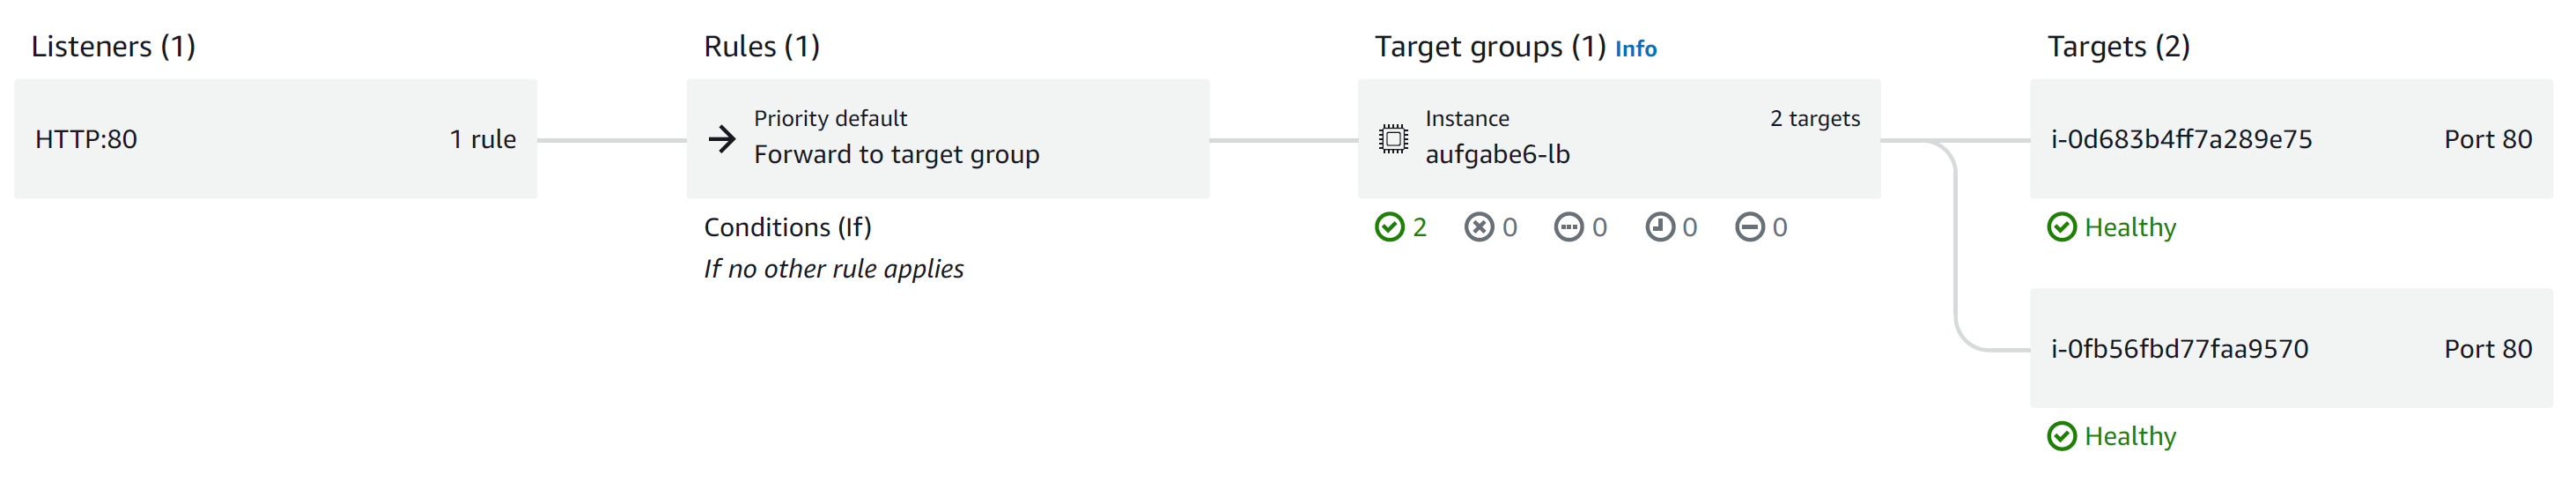 Listeners (1)
HTTP:80 1 rule
Rules (1)
Priority default
Forward to target group
Conditions (If)
If no other rule applies
Target groups (1) Info
Instance 2 targets
aufgabe6-lb
2 0 0 0 0
Targets (2)
i-0d683b4ff7a289e75 Port 80
Healthy
i-0fb56fbd77faa9570 Port 80
Healthy